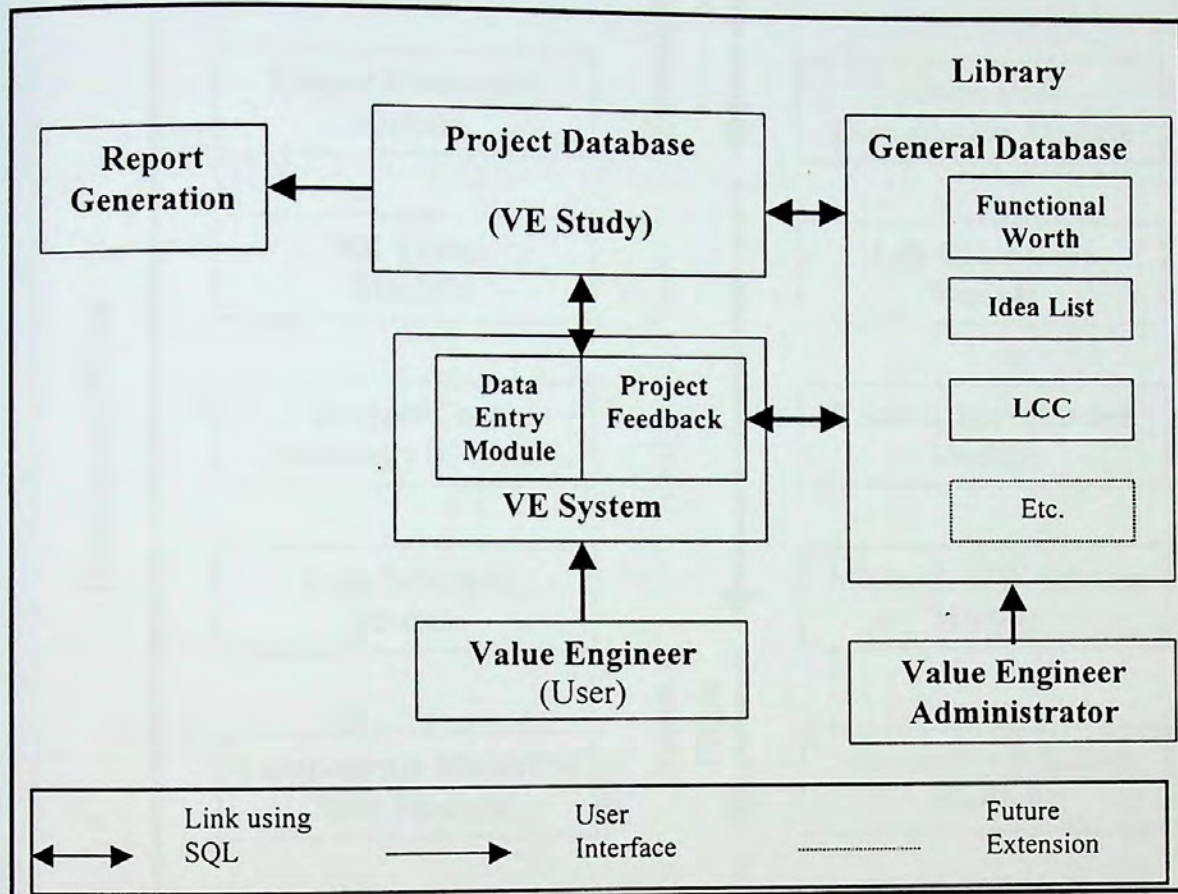 Library
Report
Generation
Project Database
(VE Study)
General Database
Functional
Worth
Idea List
LCC
Etc.
Data
Entry
Module
Project
Feedback
VE System
Value Engineer
(User)
Value Engineer
Administrator
Link using
SQL
User
Interface
Future
Extension